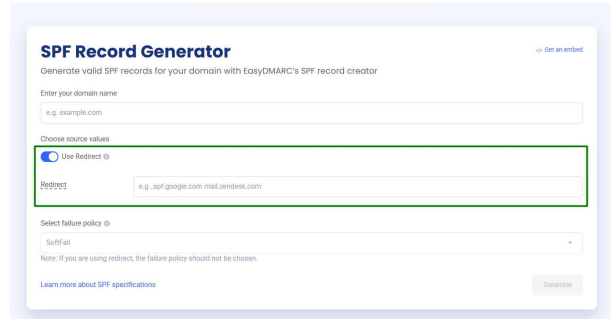 SPF Record Generator
</> Get an embed
Generate valid SPF records for your domain with EasyDMARC's SPF record creator
Enter your domain name
e.g. example.com
Choose source values
Use Redirect
Redirect
e.g _spf.google.com mail.zendesk.com
Select failure policy
SoftFail
Note: If you are using redirect, the failure policy should not be chosen.
Learn more about SPF specifications
Generate